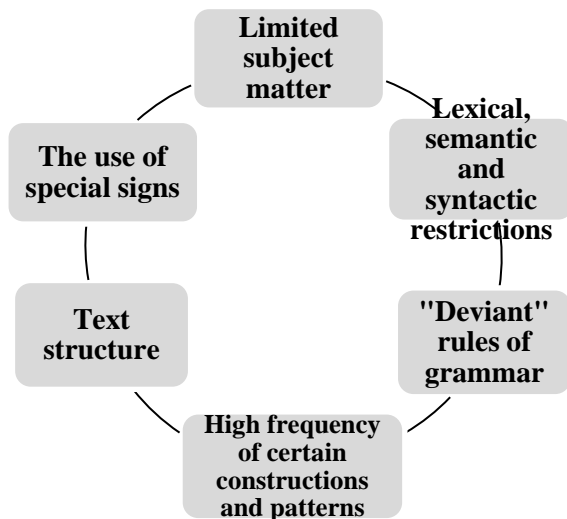 Limited
subject
matter
Lexical,
semantic
and
syntactic
restrictions
"Deviant"
rules of
grammar
High frequency
of certain
constructions
and patterns
Text
structure
The use of
special signs